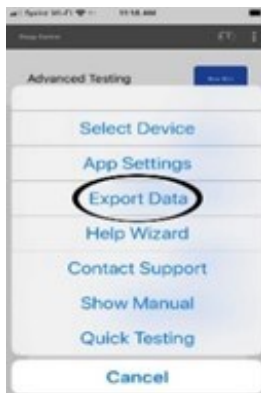 Advanced Testing
Select Device
App Settings
Export Data
Help Wizard
Contact Support
Show Manual
Quick Testing
Cancel